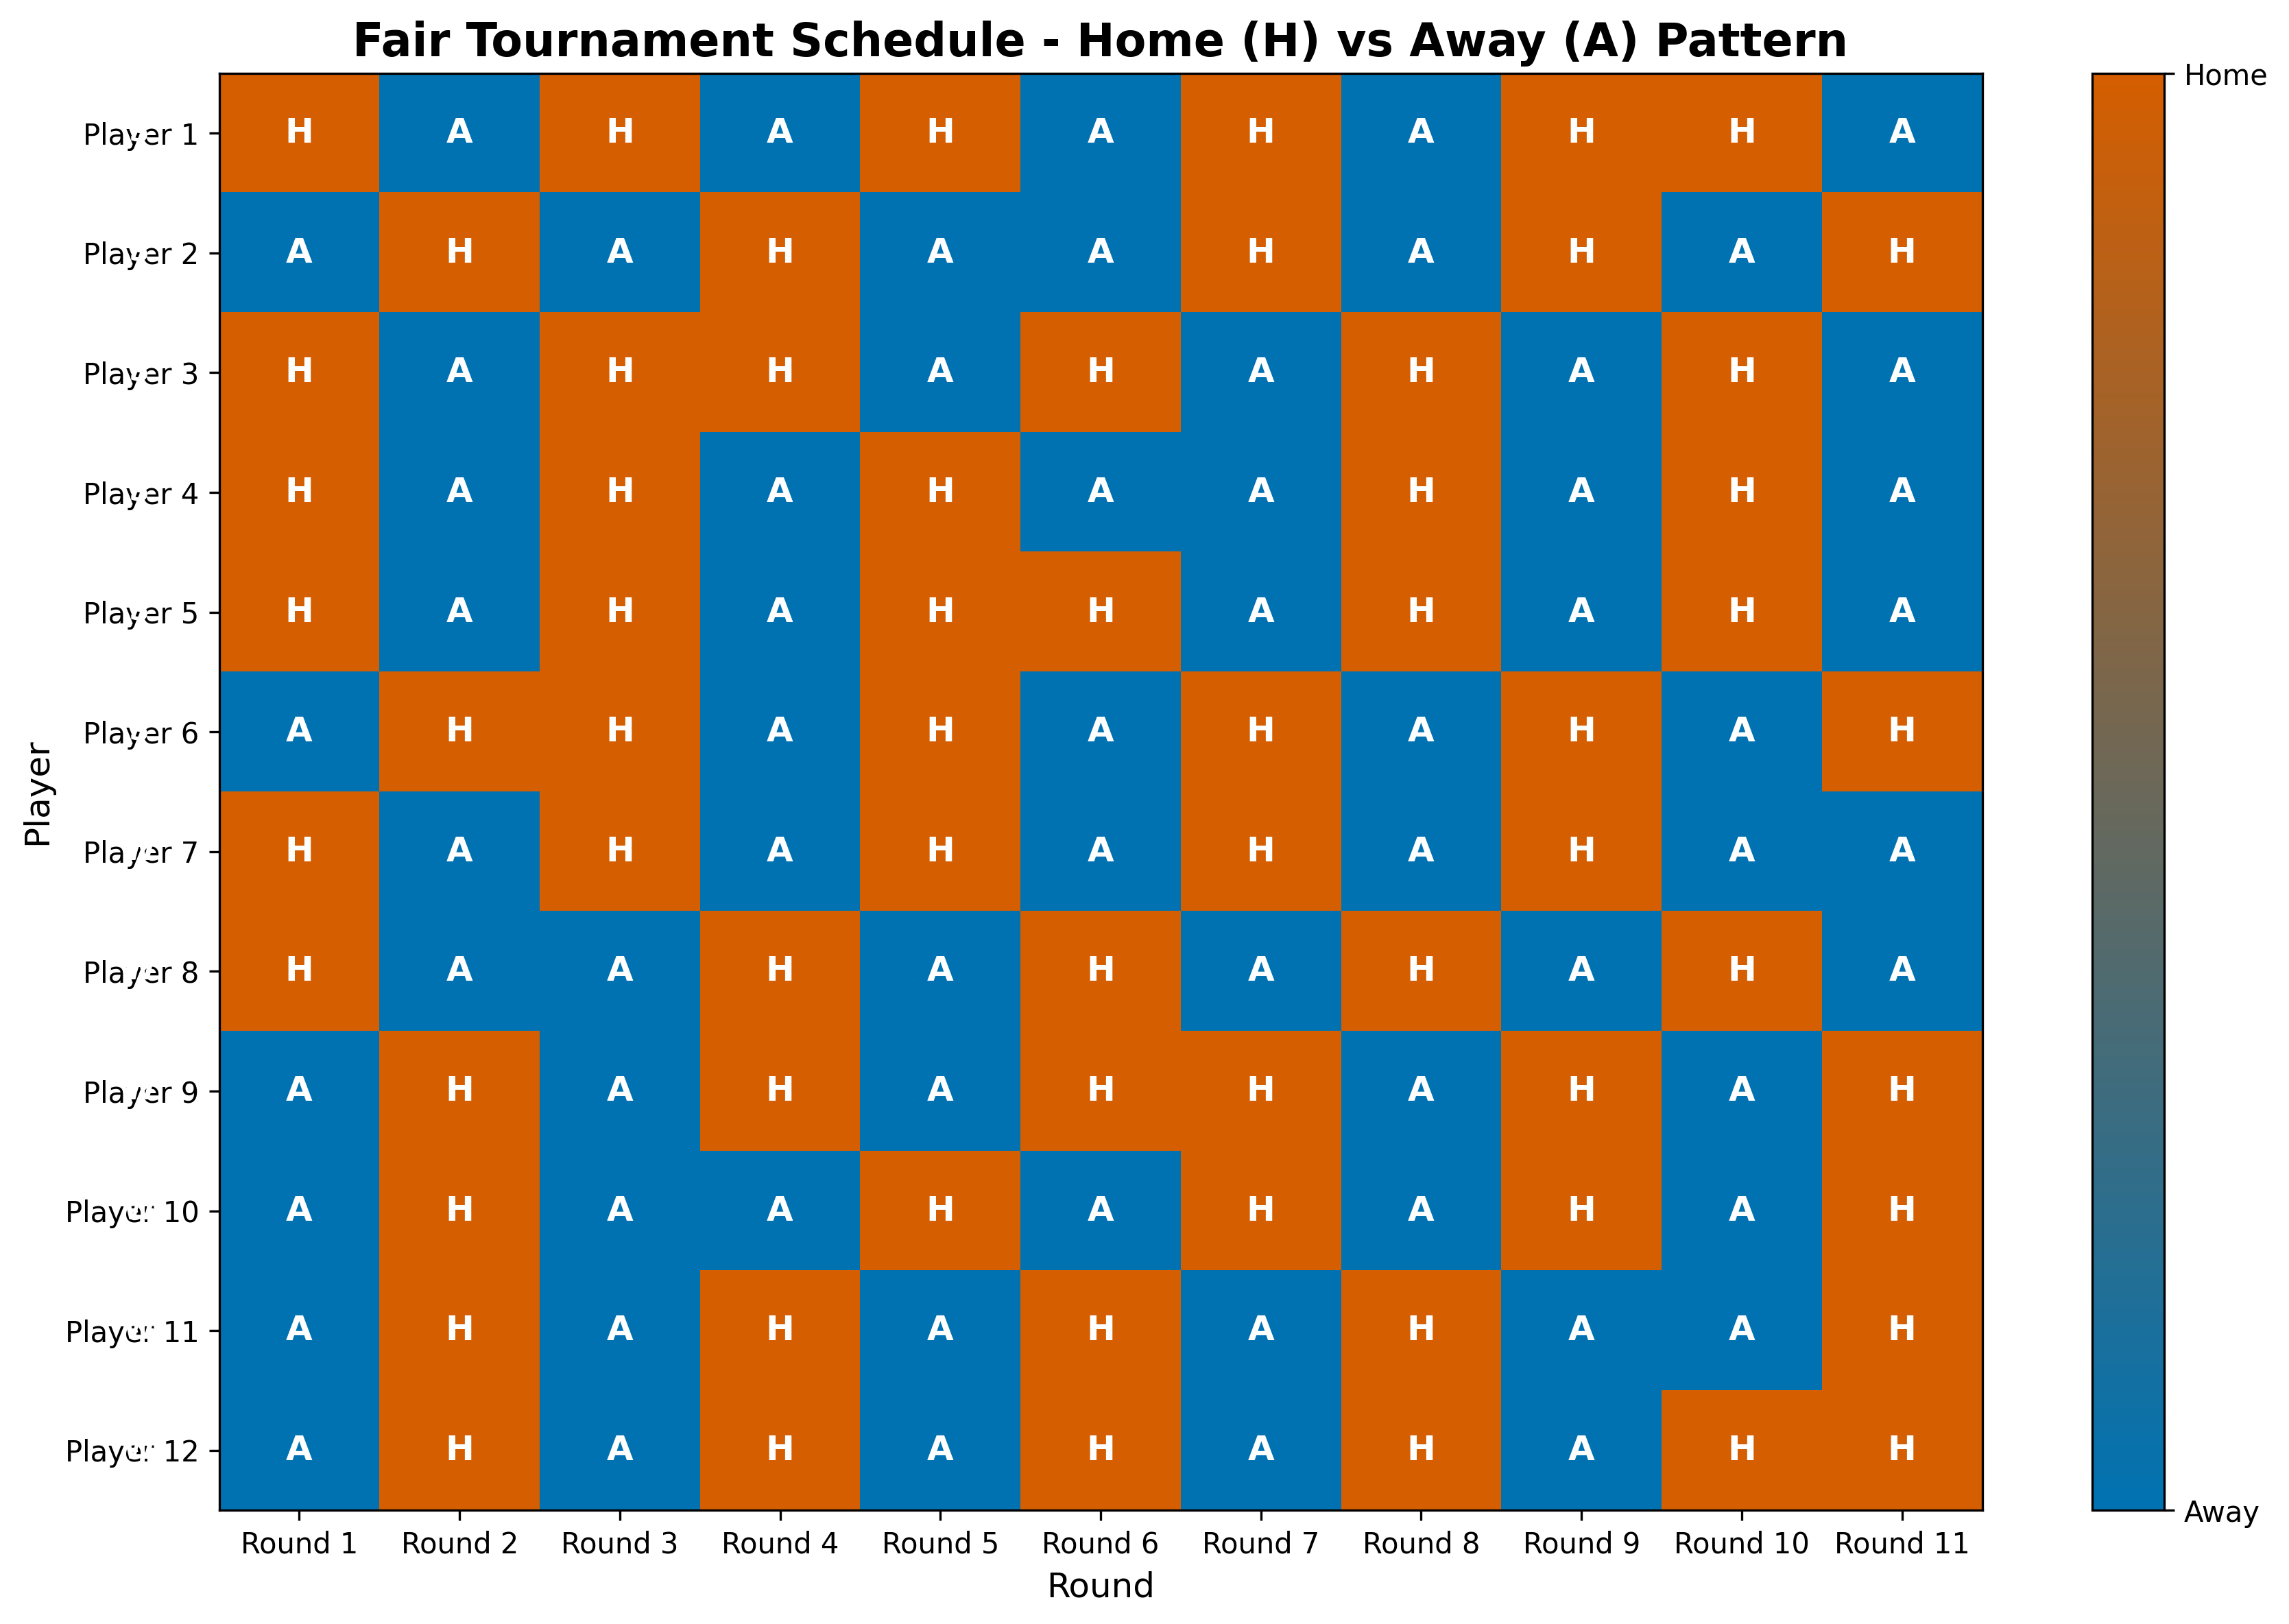 Fair Tournament Schedule - Home (H) vs Away (A) Pattern
Home
Player 1 H A H A H A H A H H A
Player 2 A H A H A A H A H A H
Player 3 H A H H A H A H A H A
Player 4 H A H A H A A H A H A
Player 5 H A H A H H A H A H A
Player 6 A H H A H A H A H A H
Player 7 H A H A H A H A H A A
Player 8 H A A H A H A H A H A
Player 9 A H A H A H H A H A H
Player 10 A H A A H A H A H A H
Player 11 A H A H A H A H A A H
Player 12 A H A H A H A H A H H
Player
Away
Round 1 Round 2 Round 3 Round 4 Round 5 Round 6 Round 7 Round 8 Round 9 Round 10 Round 11
Round